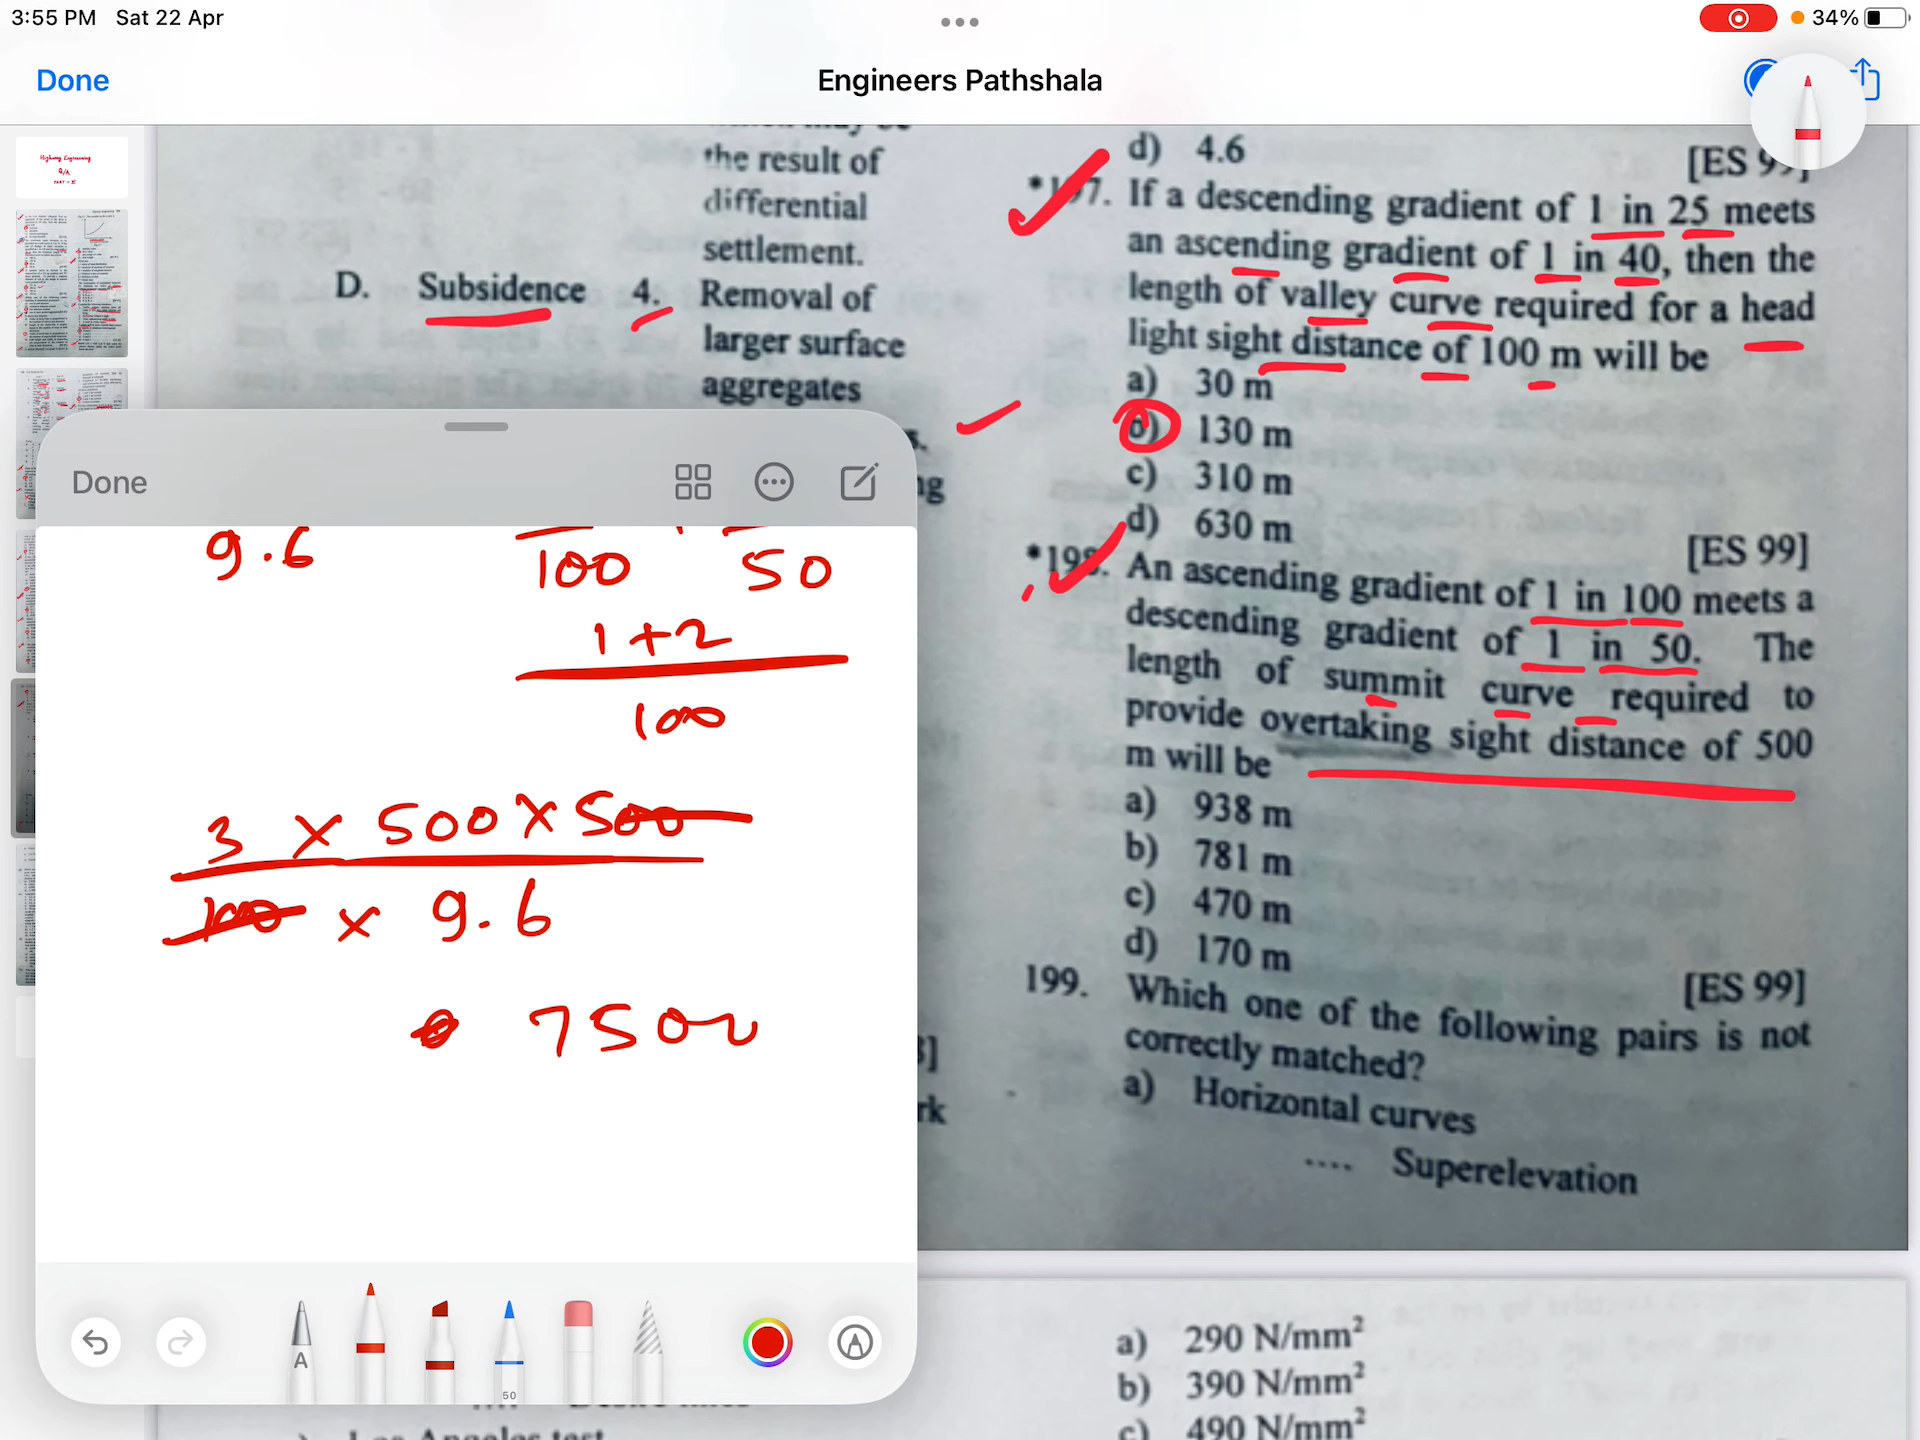 3:55 PM Sat 22 Apr
34%
Done
Engineers Pathshala
the result of
differential
settlement.
D. Subsidence 4. Removal of
larger surface
aggregates
d) 4.6
[ES 99]
If a descending gradient of 1 in 25 meets
an ascending gradient of 1 in 40, then the
length of valley curve required for a head
light sight distance of 100 m will be
a) 30 m
b) 130 m
c) 310 m
d) 630 m
[ES 99]
*198. An ascending gradient of 1 in 100 meets a
descending gradient of 1 in 50. The
length of summit curve required to
provide overtaking sight distance of 500
m will be
a) 938 m
b) 781 m
c) 470 m
d) 170 m
[ES 99]
199. Which one of the following pairs is not
correctly matched?
a) Horizontal curves
.... Superelevation
a) 290 N/mm²
b) 390 N/mm²
c) 490 N/mm²
Done
9.6
100 50
1+2
100
3 × 500 × 500
100 × 9.6
750
A
50